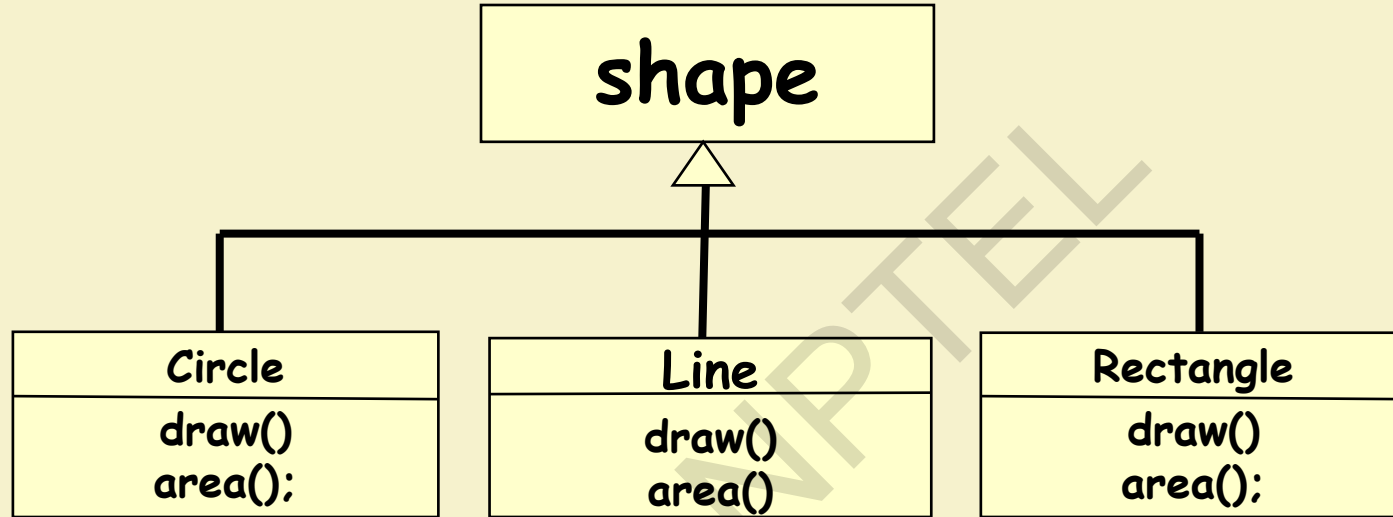 shape
Circle
draw()
area();
Line
draw()
area()
Rectangle
draw()
area();
NPTEL